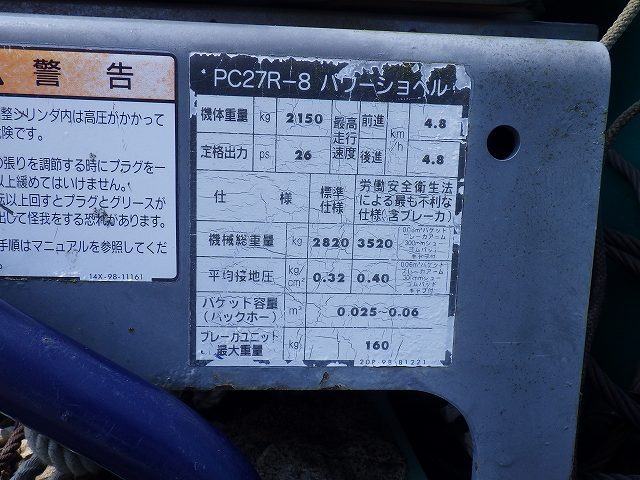 警告
整シリンダ内は高圧がかかって
危険です。
の張りを調節する時にプラグを一
以上緩めてはいけません。
転以上回すとプラグとグリースが
出して怪我をする恐れがあります。
手順はマニュアルを参照してくだ
14X-98-11161
PC27R-8 パワーショベル
機体重量 kg 2150 最高走行速度 前進 km/h 4.8
定格出力 ps 26 後進 4.8
仕様 標準仕様 労働安全衛生法による最も不利な仕様(含ブレーカ)
機械総重量 kg 2820 3520
平均接地圧 kg/cm² 0.32 0.40
バケット容量(バックホー) m³ 0.025~0.06
ブレーカユニット最大重量 kg 160
20P-98-81221